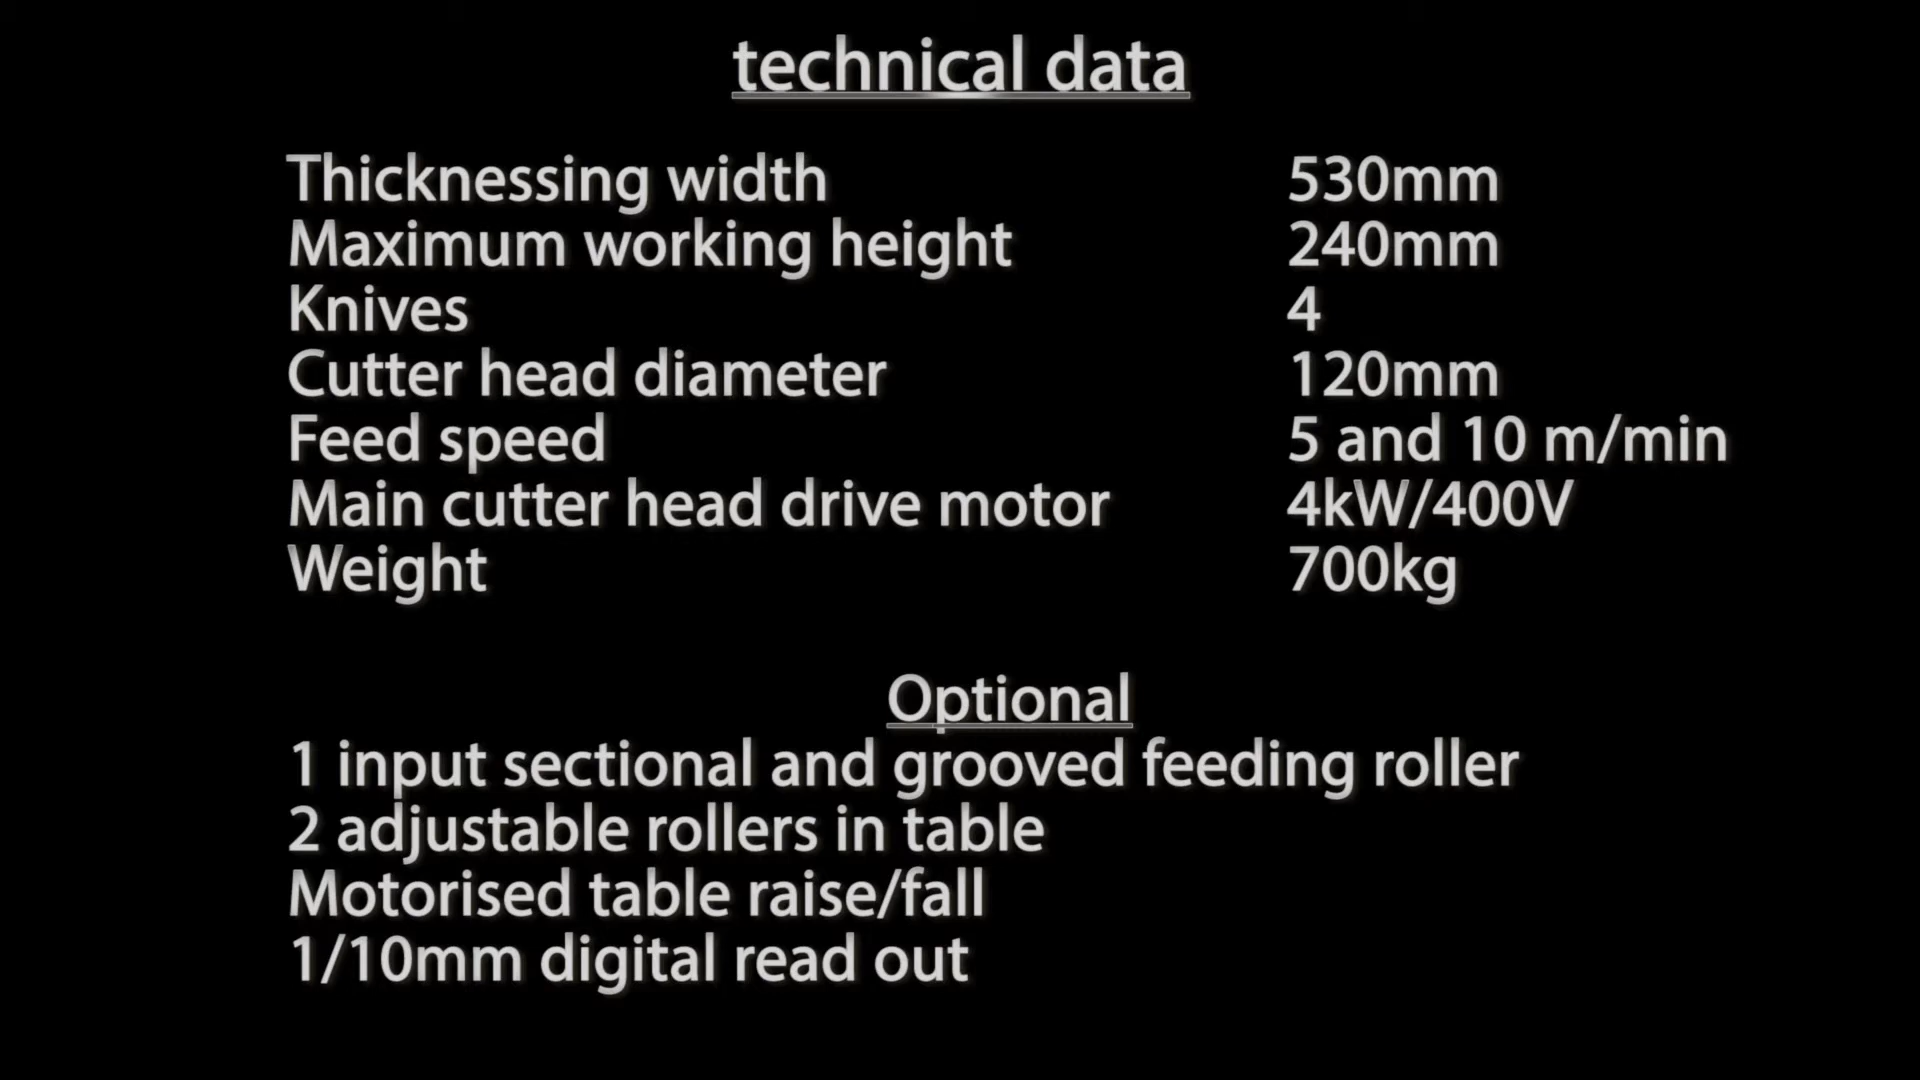 technical data
Thicknessing width 530mm
Maximum working height 240mm
Knives 4
Cutter head diameter 120mm
Feed speed 5 and 10 m/min
Main cutter head drive motor 4kW/400V
Weight 700kg
Optional
1 input sectional and grooved feeding roller
2 adjustable rollers in table
Motorised table raise/fall
1/10mm digital read out